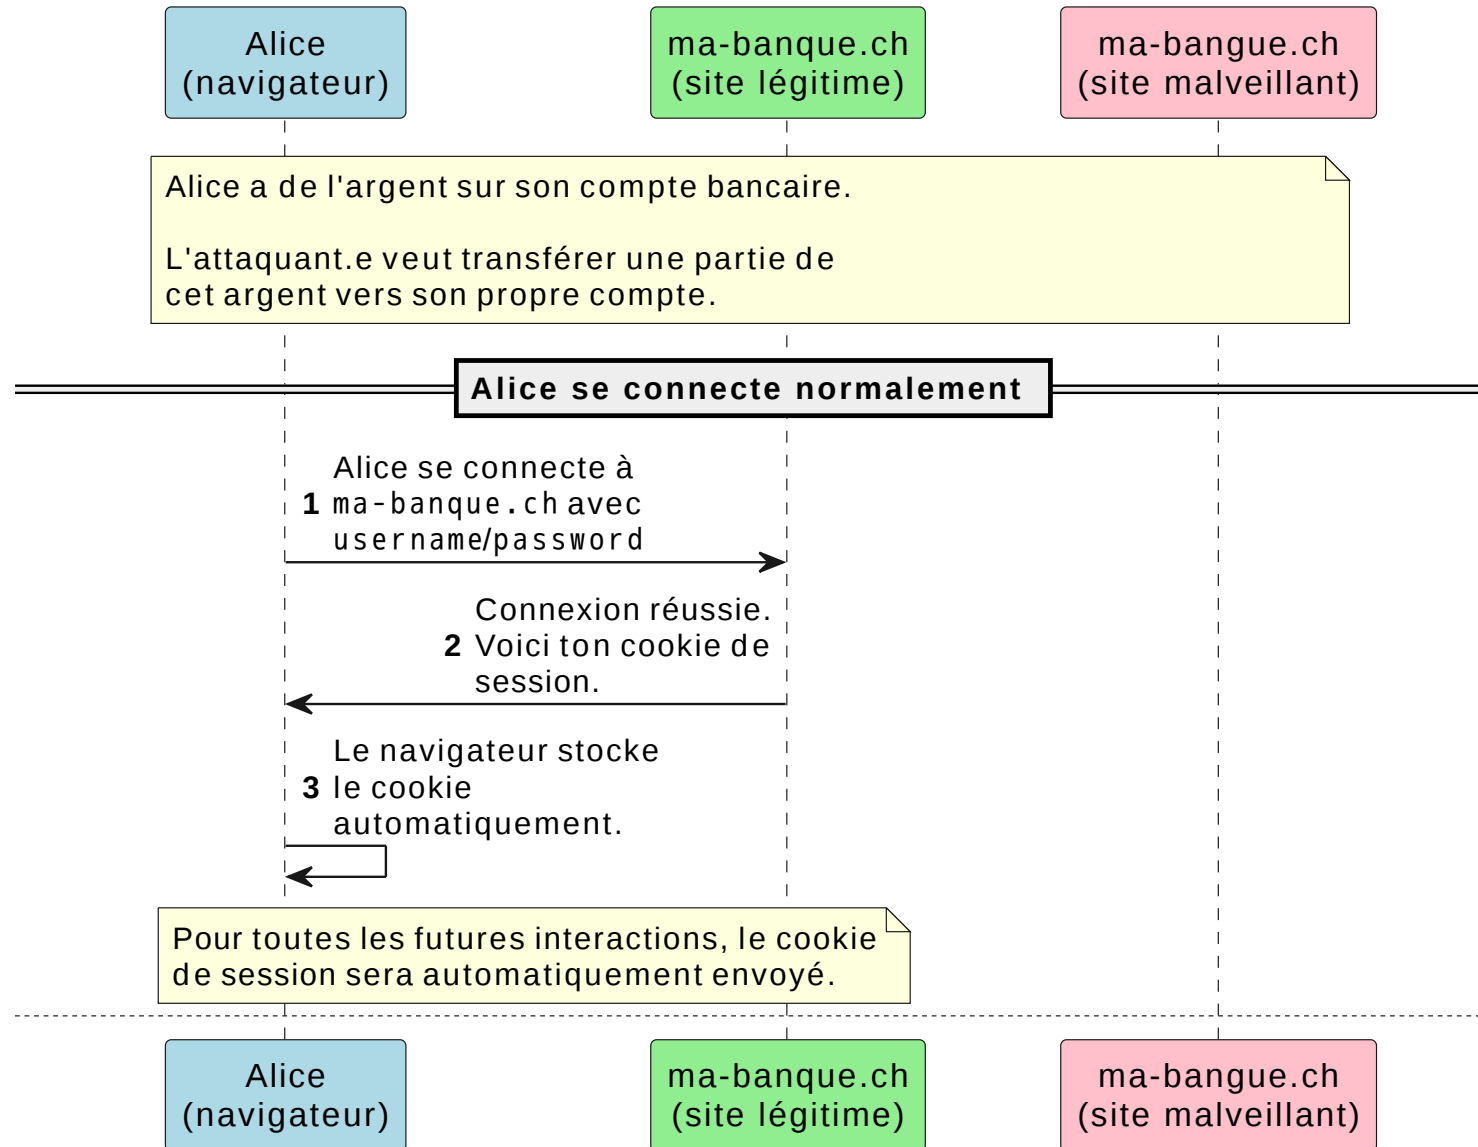 Alice
(navigateur)
ma-banque.ch
(site légitime)
ma-bangue.ch
(site malveillant)
Alice a de l'argent sur son compte bancaire.
L'attaquant.e veut transférer une partie de
cet argent vers son propre compte.
Alice se connecte normalement
Alice se connecte à
1 ma-banque.ch avec
username/password
Connexion réussie.
2 Voici ton cookie de
session.
Le navigateur stocke
3 le cookie
automatiquement.
Pour toutes les futures interactions, le cookie
de session sera automatiquement envoyé.
Alice
(navigateur)
ma-banque.ch
(site légitime)
ma-bangue.ch
(site malveillant)